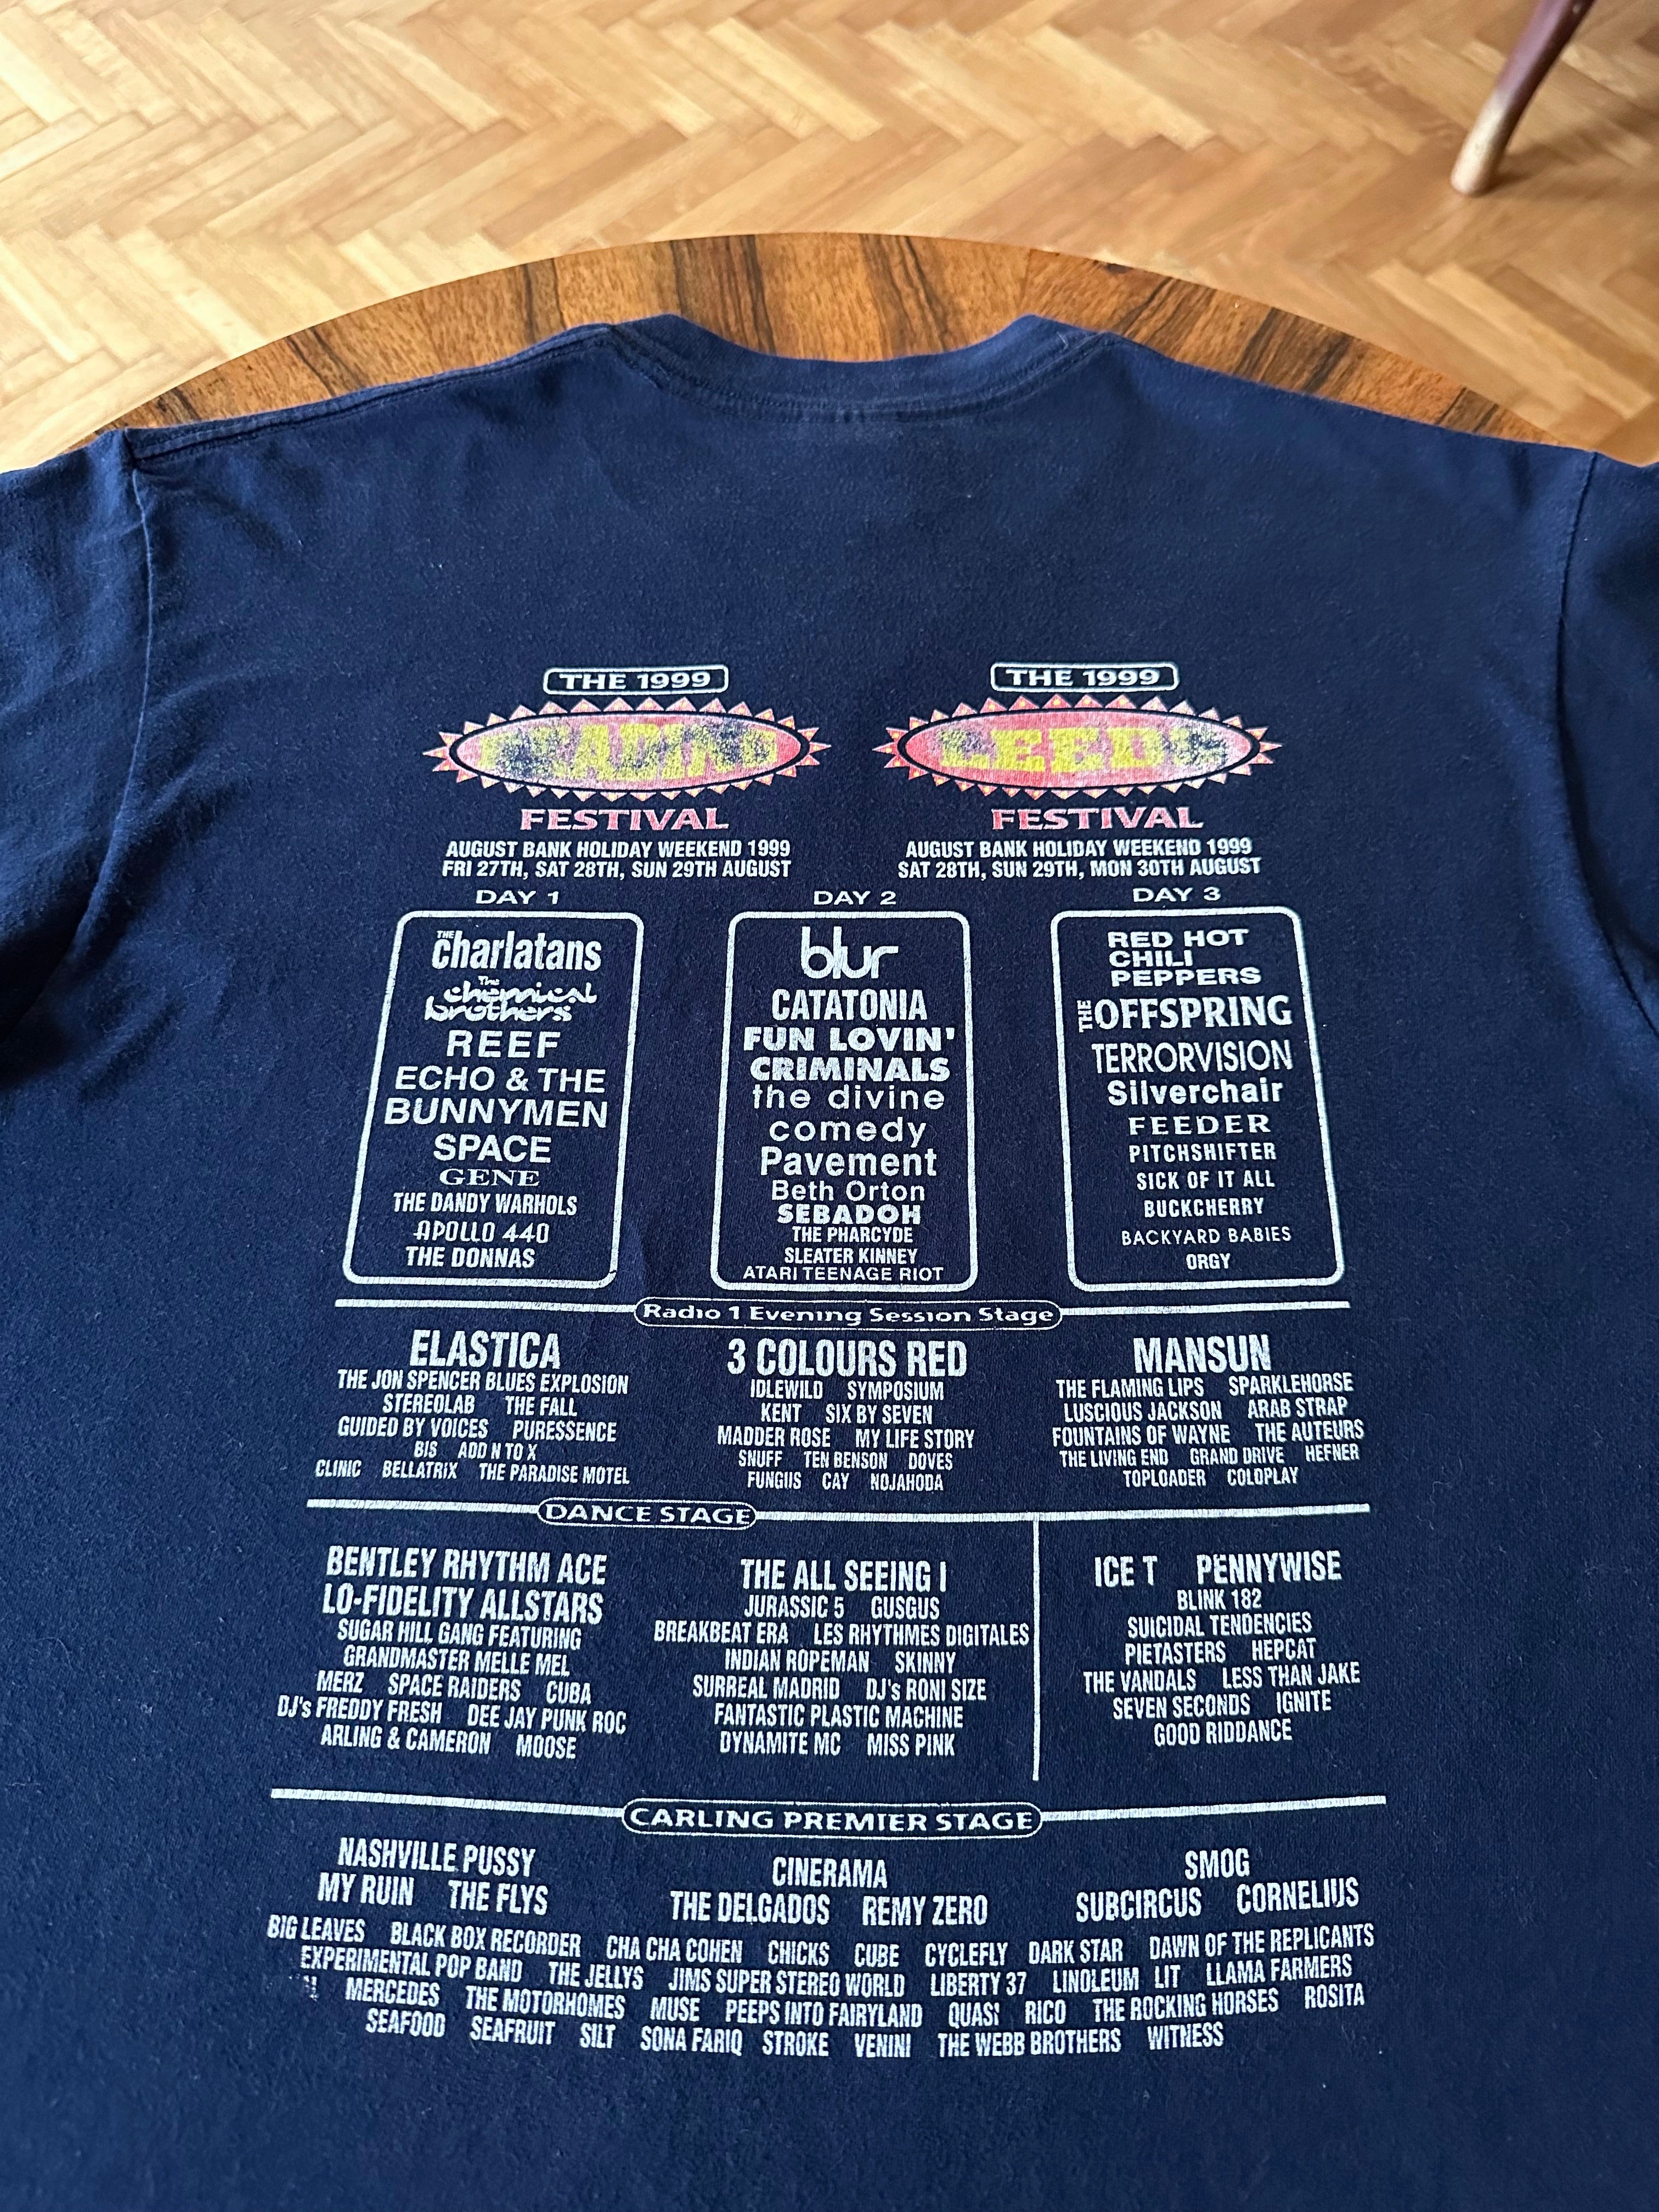 THE 1999
READING
FESTIVAL
AUGUST BANK HOLIDAY WEEKEND 1999
FRI 27TH, SAT 28TH, SUN 29TH AUGUST
THE 1999
LEEDS
FESTIVAL
AUGUST BANK HOLIDAY WEEKEND 1999
SAT 28TH, SUN 29TH, MON 30TH AUGUST
DAY 1
THE
charlatans
The
chemical
brothers
REEF
ECHO & THE
BUNNYMEN
SPACE
GENE
THE DANDY WARHOLS
APOLLO 440
THE DONNAS
DAY 2
blur
CATATONIA
FUN LOVIN'
CRIMINALS
the divine
comedy
Pavement
Beth Orton
SEBADOH
THE PHARCYDE
SLEATER KINNEY
ATARI TEENAGE RIOT
DAY 3
RED HOT
CHILI
PEPPERS
THE OFFSPRING
TERRORVISION
Silverchair
FEEDER
PITCHSHIFTER
SICK OF IT ALL
BUCKCHERRY
BACKYARD BABIES
ORGY
Radio 1 Evening Session Stage
ELASTICA
THE JON SPENCER BLUES EXPLOSION
STEREOLAB THE FALL
GUIDED BY VOICES PURESSENCE
BIS ADD N TO X
CLINIC BELLATRIX THE PARADISE MOTEL
3 COLOURS RED
IDLEWILD SYMPOSIUM
KENT SIX BY SEVEN
MADDER ROSE MY LIFE STORY
SNUFF TEN BENSON DOVES
FUNGUS CAY NOJAHODA
MANSUN
THE FLAMING LIPS SPARKLEHORSE
LUSCIOUS JACKSON ARAB STRAP
FOUNTAINS OF WAYNE THE AUTEURS
THE LIVING END GRAND DRIVE HEFNER
TOPLOADER COLDPLAY
DANCE STAGE
BENTLEY RHYTHM ACE
LO-FIDELITY ALLSTARS
SUGAR HILL GANG FEATURING
GRANDMASTER MELLE MEL
MERZ SPACE RAIDERS CUBA
DJ's FREDDY FRESH DEE JAY PUNK ROC
ARLING & CAMERON MOOSE
THE ALL SEEING I
JURASSIC 5 GUSGUS
BREAKBEAT ERA LES RHYTHMES DIGITALES
INDIAN ROPEMAN SKINNY
SURREAL MADRID DJ's RONI SIZE
FANTASTIC PLASTIC MACHINE
DYNAMITE MC MISS PINK
ICE T PENNYWISE
BLINK 182
SUICIDAL TENDENCIES
PIETASTERS HEPCAT
THE VANDALS LESS THAN JAKE
SEVEN SECONDS IGNITE
GOOD RIDDANCE
CARLING PREMIER STAGE
NASHVILLE PUSSY
MY RUIN THE FLYS
CINERAMA
THE DELGADOS REMY ZERO
SMOG
SUBCIRCUS CORNELIUS
BIG LEAVES BLACK BOX RECORDER CHA CHA COHEN CHICKS CUBE CYCLEFLY DARK STAR DAWN OF THE REPLICANTS
EXPERIMENTAL POP BAND THE JELLYS JIMS SUPER STEREO WORLD LIBERTY 37 LINOLEUM LIT LLAMA FARMERS
MERCEDES THE MOTORHOMES MUSE PEEPS INTO FAIRYLAND QUASI RICO THE ROCKING HORSES ROSITA
SEAFOOD SEAFRUIT SILT SONA FARIQ STROKE VENINI THE WEBB BROTHERS WITNESS